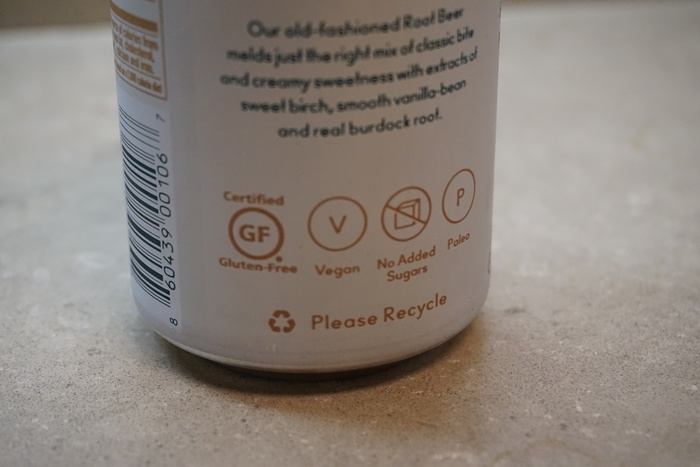 Our old-fashioned Root Beer
melds just the right mix of classic bite
and creamy sweetness with extracts of
sweet birch, smooth vanilla-bean
and real burdock root.
Certified
GF
Gluten-Free
V
Vegan
No Added
Sugars
P
Paleo
Please Recycle
8 60439 00106 7